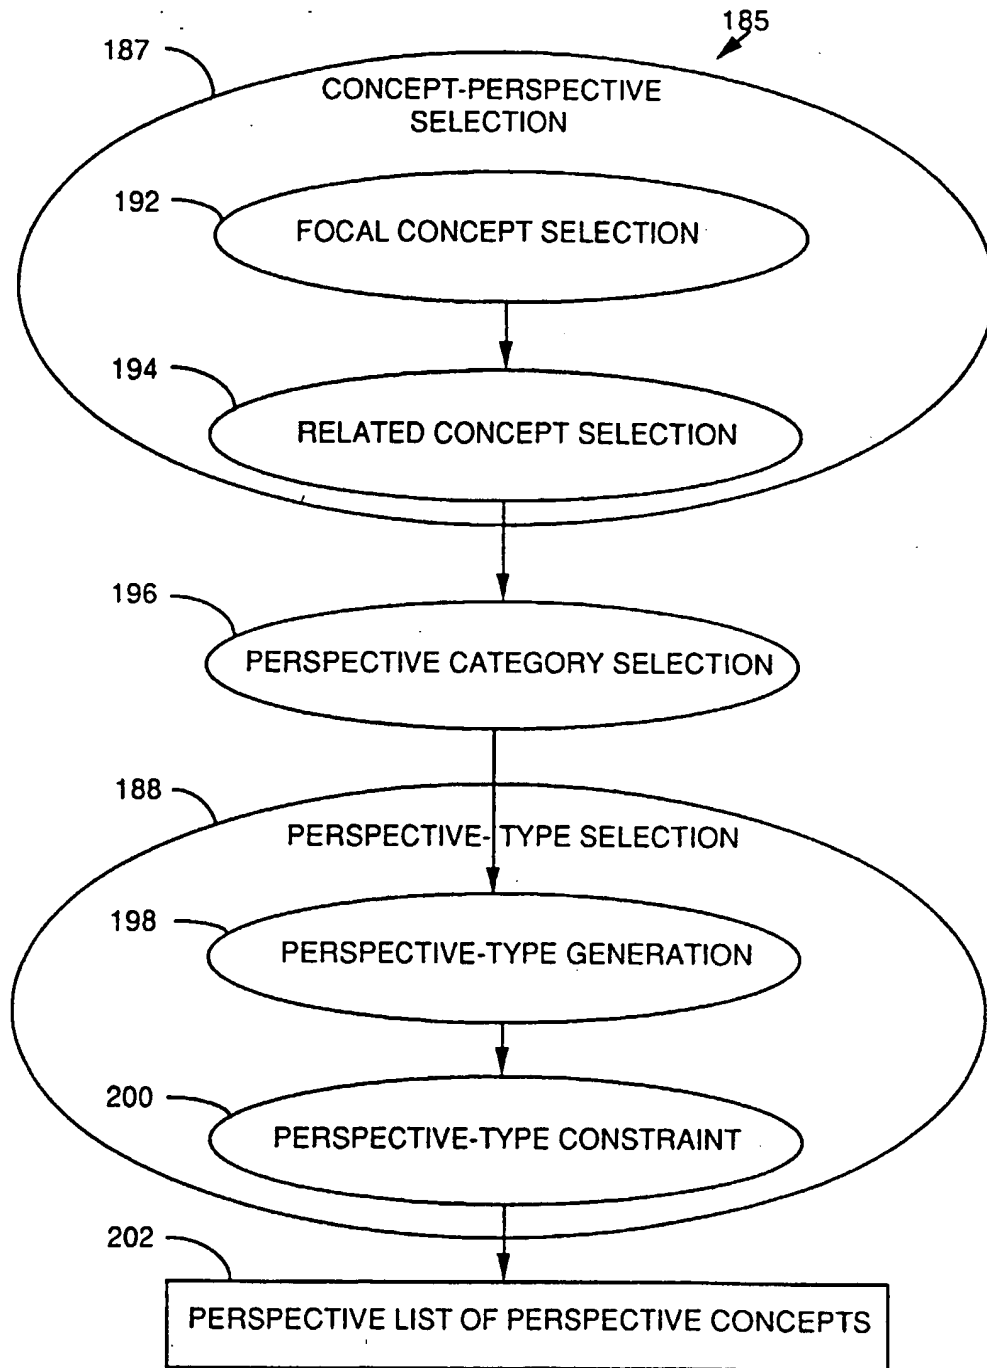 185
187
CONCEPT-PERSPECTIVE
SELECTION
192
FOCAL CONCEPT SELECTION
194
RELATED CONCEPT SELECTION
196
PERSPECTIVE CATEGORY SELECTION
188
PERSPECTIVE-TYPE SELECTION
198
PERSPECTIVE-TYPE GENERATION
200
PERSPECTIVE-TYPE CONSTRAINT
202
PERSPECTIVE LIST OF PERSPECTIVE CONCEPTS